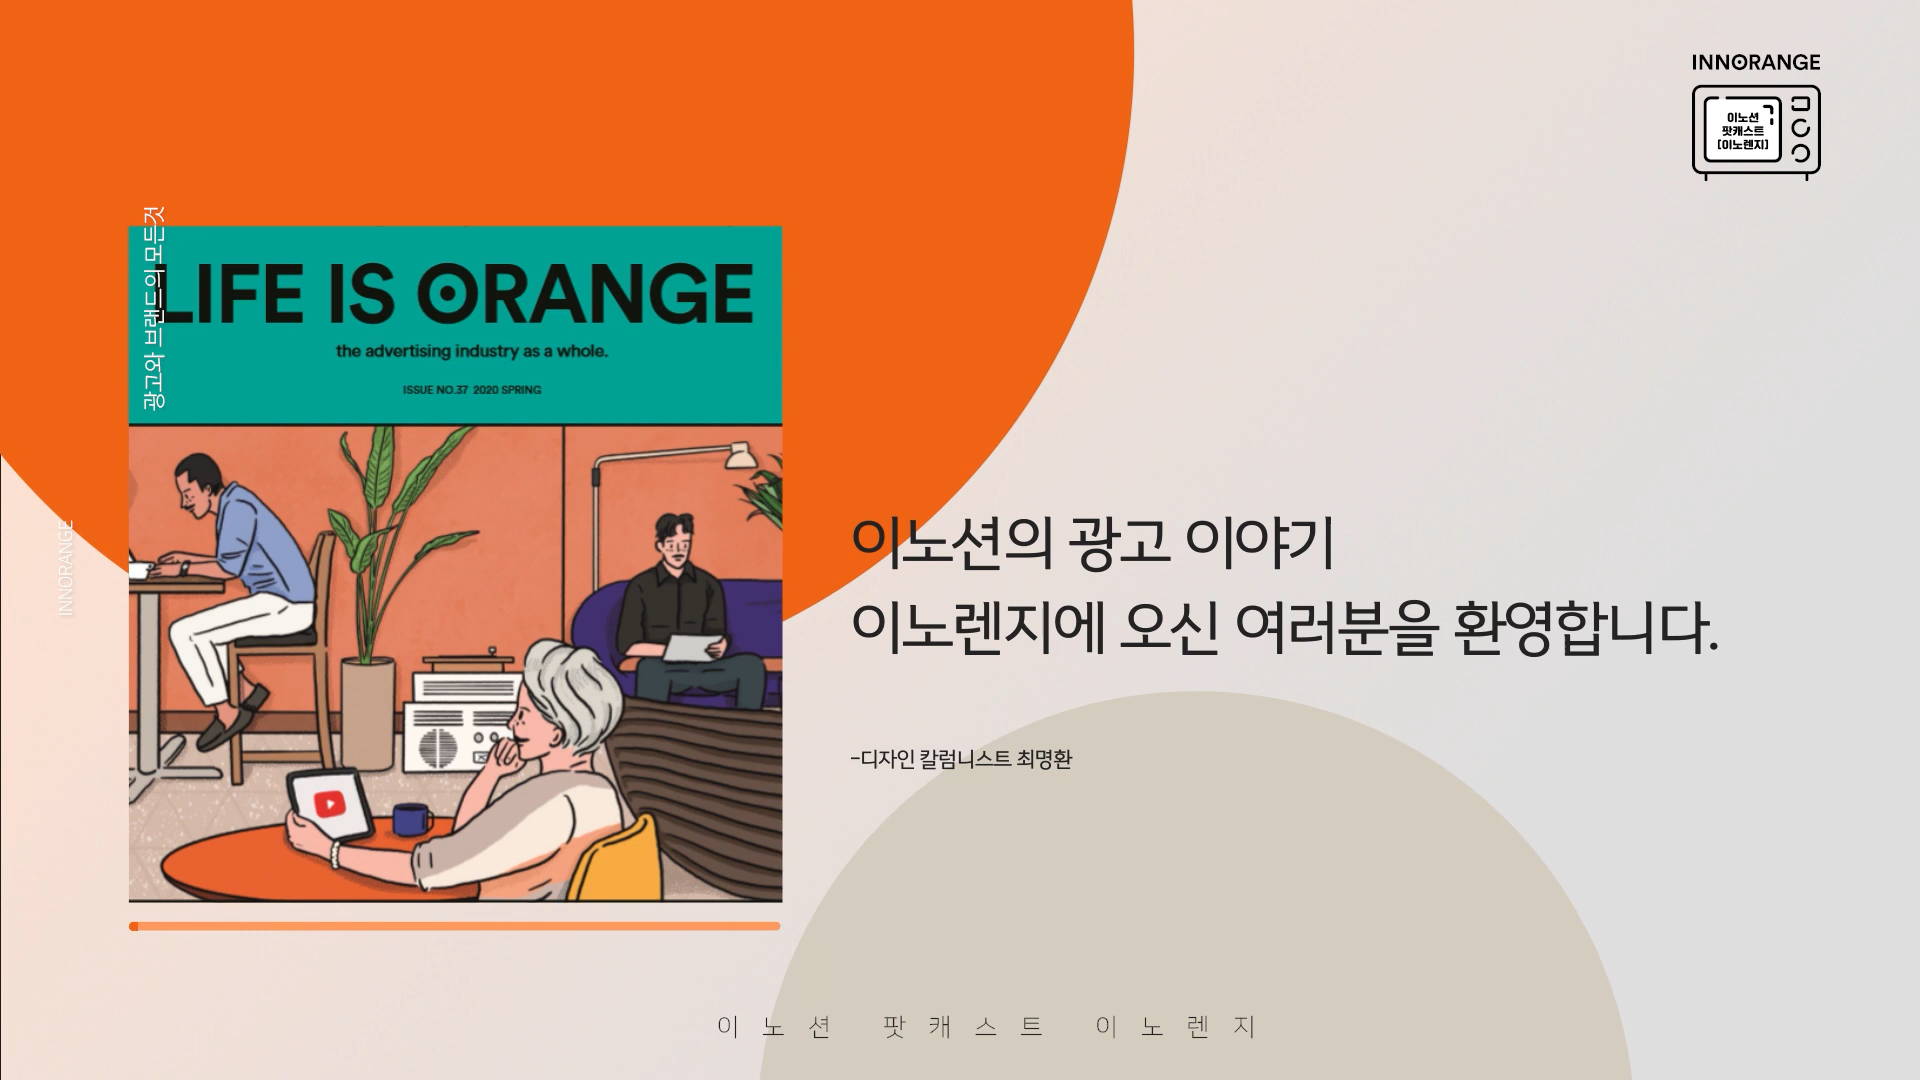 INNORANGE
이노션
팟캐스트
[이노렌지]
광고와 브랜드의 모든것
LIFE IS ORANGE
the advertising industry as a whole.
ISSUE NO.37 2020 SPRING
INNORANGE
이노션의 광고 이야기
이노렌지에 오신 여러분을 환영합니다.
-디자인 칼럼니스트 최명환
이노션 팟캐스트 이노렌지